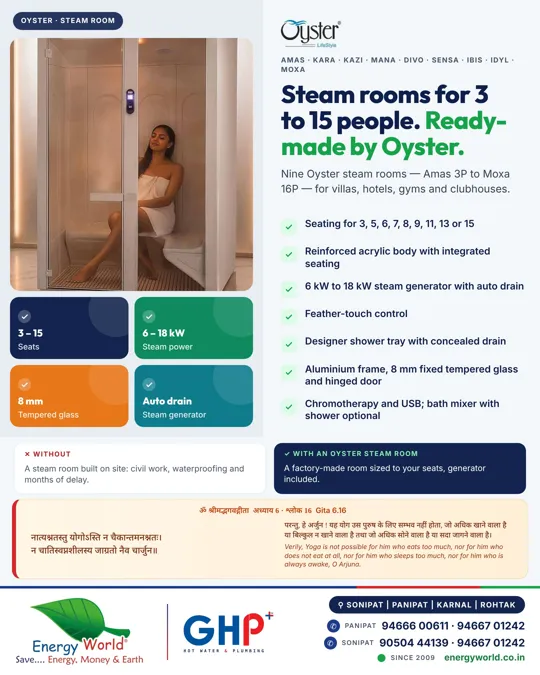 OYSTER · STEAM ROOM
Oyster®
LifeStyle
AMAS · KARA · KAZI · MANA · DIVO · SENSA · IBIS · IDYL ·
MOXA
Steam rooms for 3
to 15 people. Ready-
made by Oyster.
Nine Oyster steam rooms — Amas 3P to Moxa
16P — for villas, hotels, gyms and clubhouses.
Seating for 3, 5, 6, 7, 8, 9, 11, 13 or 15
Reinforced acrylic body with integrated
seating
6 kW to 18 kW steam generator with auto drain
Feather-touch control
Designer shower tray with concealed drain
Aluminium frame, 8 mm fixed tempered glass
and hinged door
Chromotherapy and USB; bath mixer with
shower optional
3 – 15
Seats
6 – 18 kW
Steam power
8 mm
Tempered glass
Auto drain
Steam generator
✕ WITHOUT
A steam room built on site: civil work, waterproofing and
months of delay.
✓ WITH AN OYSTER STEAM ROOM
A factory-made room sized to your seats, generator
included.
ॐ श्रीमद्भगवद्गीता अध्याय 6 · श्लोक 16 Gita 6.16
नात्यश्नतस्तु योगोऽस्ति न चैकान्तमनश्नतः।
न चातिस्वप्नशीलस्य जाग्रतो नैव चार्जुन॥
परन्तु, हे अर्जुन ! यह योग उस पुरुष के लिए सम्भव नहीं होता, जो अधिक खाने वाला है
या बिल्कुल न खाने वाला है तथा जो अधिक सोने वाला है या सदा जागने वाला है।
Verily, Yoga is not possible for him who eats too much, nor for him who
does not eat at all, nor for him who sleeps too much, nor for him who is
always awake, O Arjuna.
Energy World®
Save.... Energy, Money & Earth
GHP+
HOT WATER & PLUMBING
SONIPAT | PANIPAT | KARNAL | ROHTAK
PANIPAT 94666 00611 · 94667 01242
SONIPAT 90504 44139 · 94667 01242
SINCE 2009 energyworld.co.in